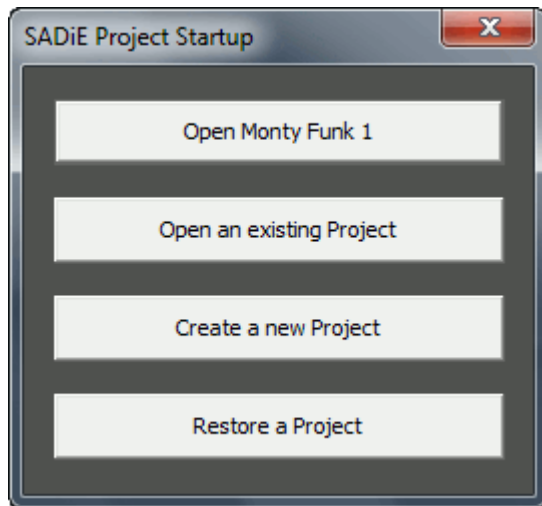 SADiE Project Startup
Open Monty Funk 1
Open an existing Project
Create a new Project
Restore a Project